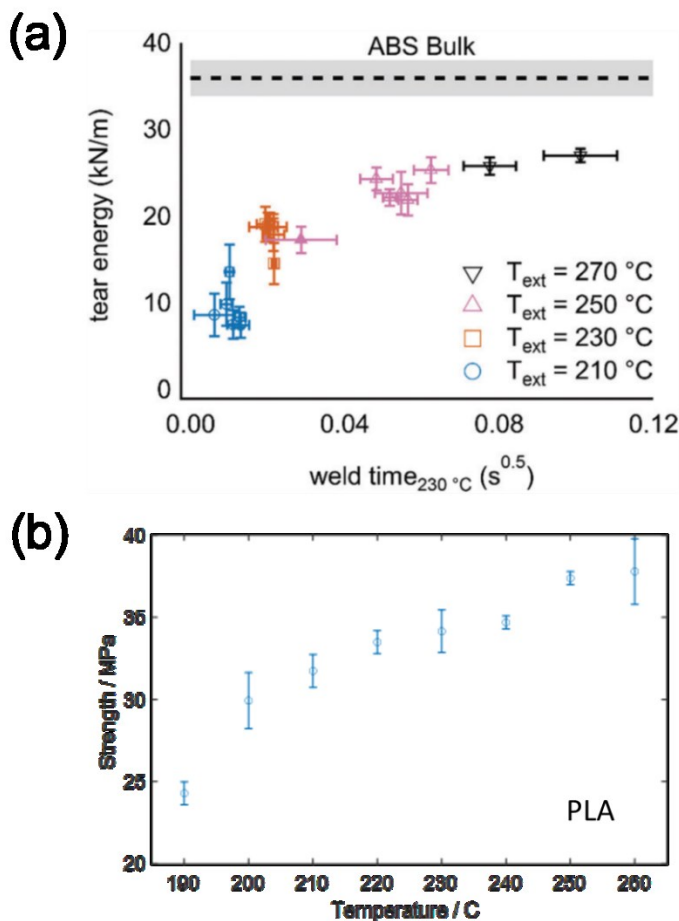 (a)
ABS Bulk
40
30
20
10
0
tear energy (kN/m)
T_ext = 270 °C
T_ext = 250 °C
T_ext = 230 °C
T_ext = 210 °C
0.00 0.04 0.08 0.12
weld time_230 °C (s^0.5)
(b)
40
35
30
25
20
Strength / MPa
PLA
190 200 210 220 230 240 250 260
Temperature / C